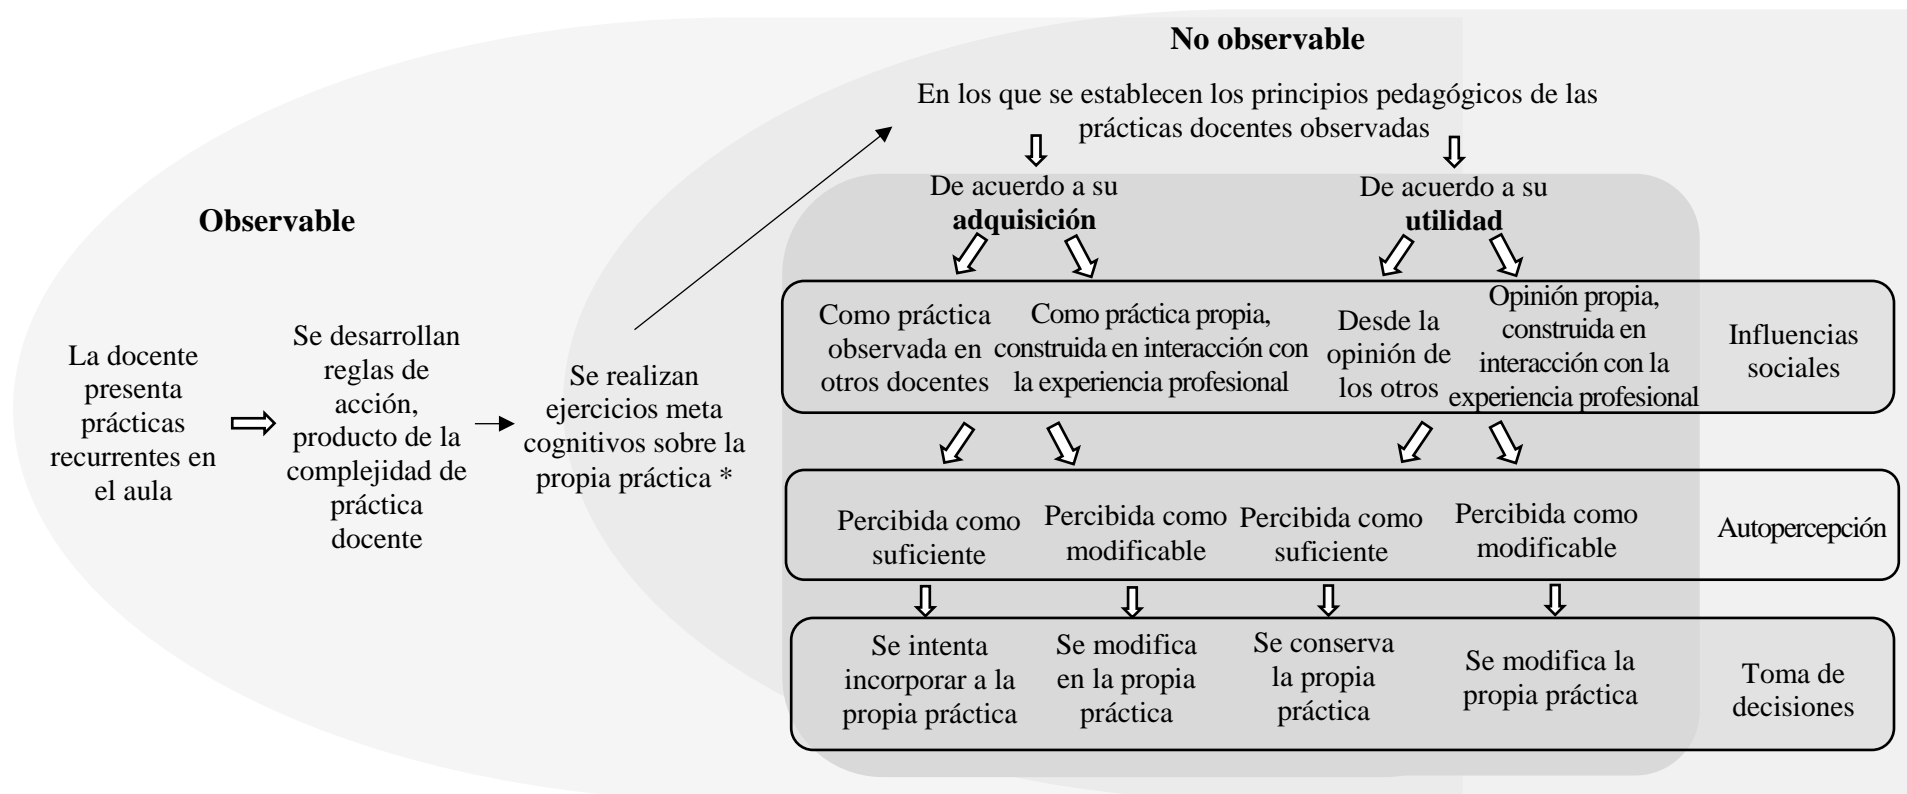 No observable
En los que se establecen los principios pedagógicos de las
prácticas docentes observadas
Observable
La docente
presenta
prácticas
recurrentes en
el aula
Se desarrollan
reglas de
acción,
producto de la
complejidad de
práctica
docente
Se realizan
ejercicios meta
cognitivos sobre la
propia práctica *
De acuerdo a su
adquisición
De acuerdo a su
utilidad
Como práctica
observada en
otros docentes
Como práctica propia,
construida en interacción con
la experiencia profesional
Desde la
opinión de
los otros
Opinión propia,
construida en
interacción con la
experiencia profesional
Influencias
sociales
Percibida como
suficiente
Percibida como
modificable
Percibida como
suficiente
Percibida como
modificable
Autopercepción
Se intenta
incorporar a la
propia práctica
Se modifica
en la propia
práctica
Se conserva
la propia
práctica
Se modifica la
propia práctica
Toma de
decisiones